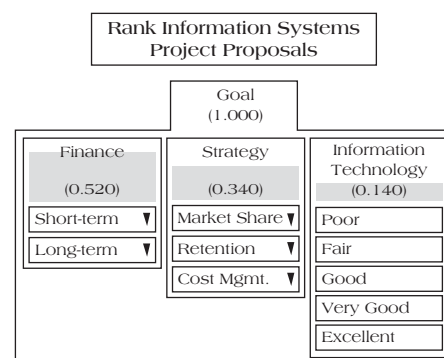 Rank Information Systems
Project Proposals
Goal
(1.000)
Finance
(0.520)
Short-term
Long-term
Strategy
(0.340)
Market Share
Retention
Cost Mgmt.
Information
Technology
(0.140)
Poor
Fair
Good
Very Good
Excellent